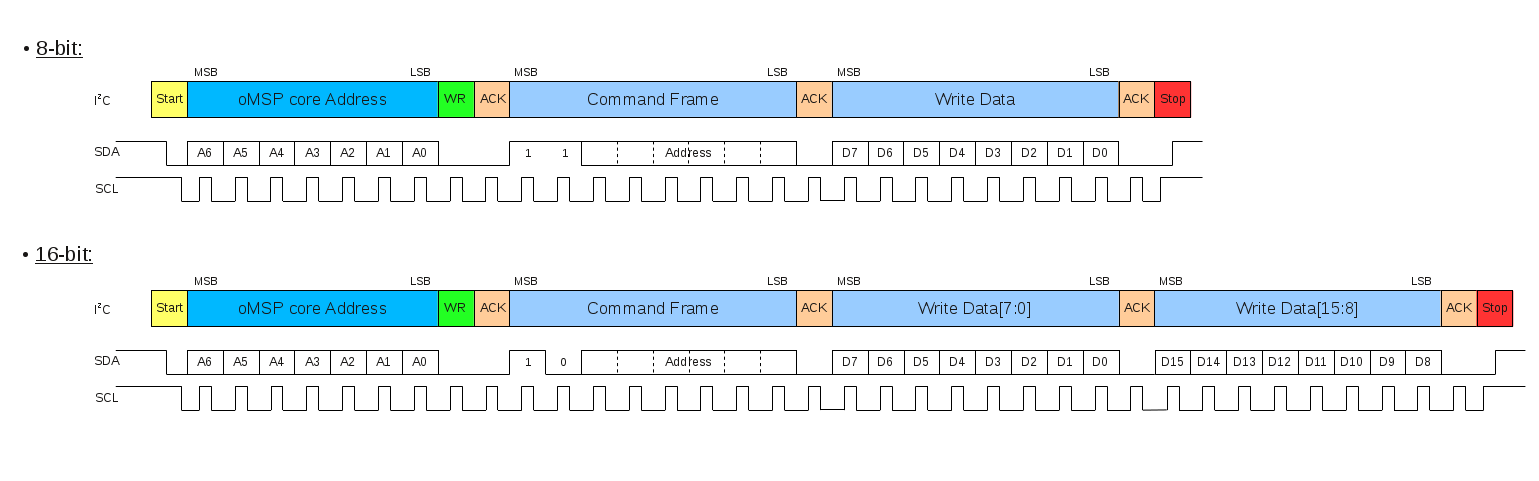 • 8-bit:
MSB LSB MSB LSB MSB LSB
I²C Start oMSP core Address WR ACK Command Frame ACK Write Data ACK Stop
SDA A6 A5 A4 A3 A2 A1 A0 1 1 Address D7 D6 D5 D4 D3 D2 D1 D0
SCL
• 16-bit:
MSB LSB MSB LSB MSB LSB MSB LSB
I²C Start oMSP core Address WR ACK Command Frame ACK Write Data[7:0] ACK Write Data[15:8] ACK Stop
SDA A6 A5 A4 A3 A2 A1 A0 1 0 Address D7 D6 D5 D4 D3 D2 D1 D0 D15 D14 D13 D12 D11 D10 D9 D8
SCL